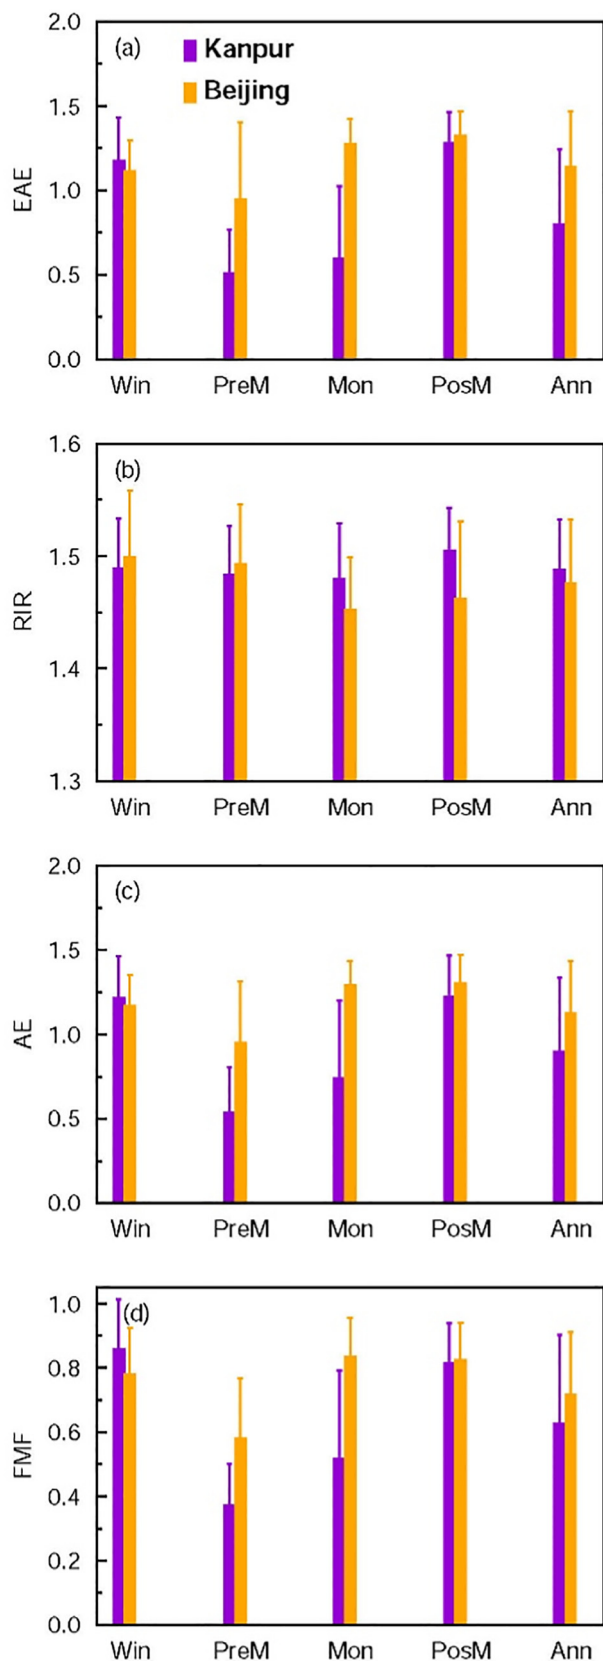 2.0
(a)
Kanpur
Beijing
1.5
EAE
1.0
0.5
0.0
Win PreM Mon PosM Ann
1.6
(b)
1.5
RIR
1.4
1.3
Win PreM Mon PosM Ann
2.0
(c)
1.5
AE
1.0
0.5
0.0
Win PreM Mon PosM Ann
1.0
(d)
0.8
0.6
FMF
0.4
0.2
0.0
Win PreM Mon PosM Ann